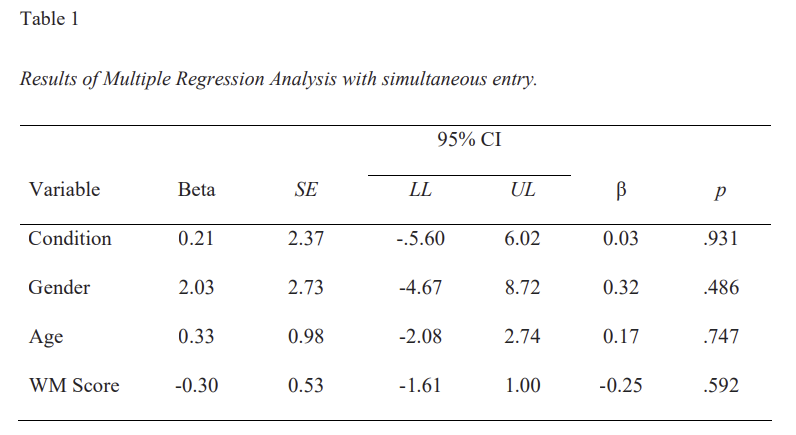 Table 1
Results of Multiple Regression Analysis with simultaneous entry.
95% CI
Variable Beta SE LL UL β p
Condition 0.21 2.37 -.5.60 6.02 0.03 .931
Gender 2.03 2.73 -4.67 8.72 0.32 .486
Age 0.33 0.98 -2.08 2.74 0.17 .747
WM Score -0.30 0.53 -1.61 1.00 -0.25 .592